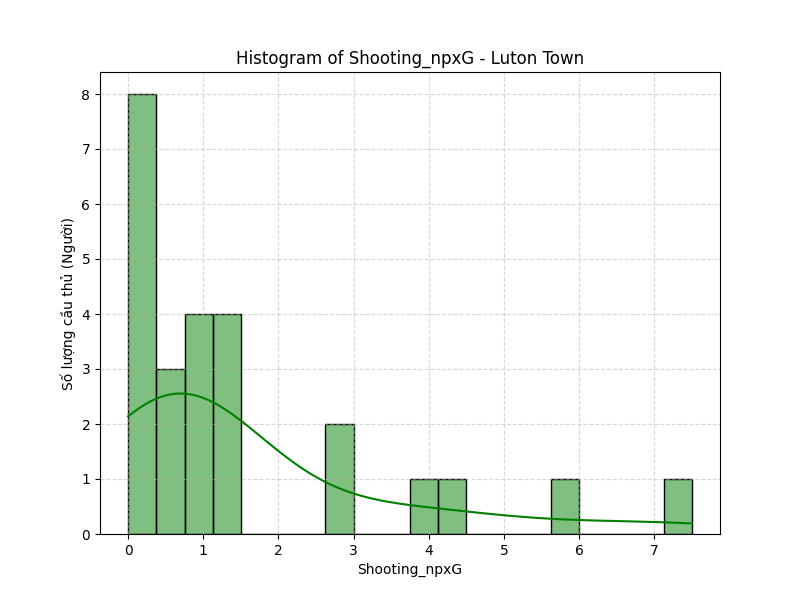 Histogram of Shooting_npxG - Luton Town
Số lượng cầu thủ (Người)
8
7
6
5
4
3
2
1
0
0 1 2 3 4 5 6 7
Shooting_npxG